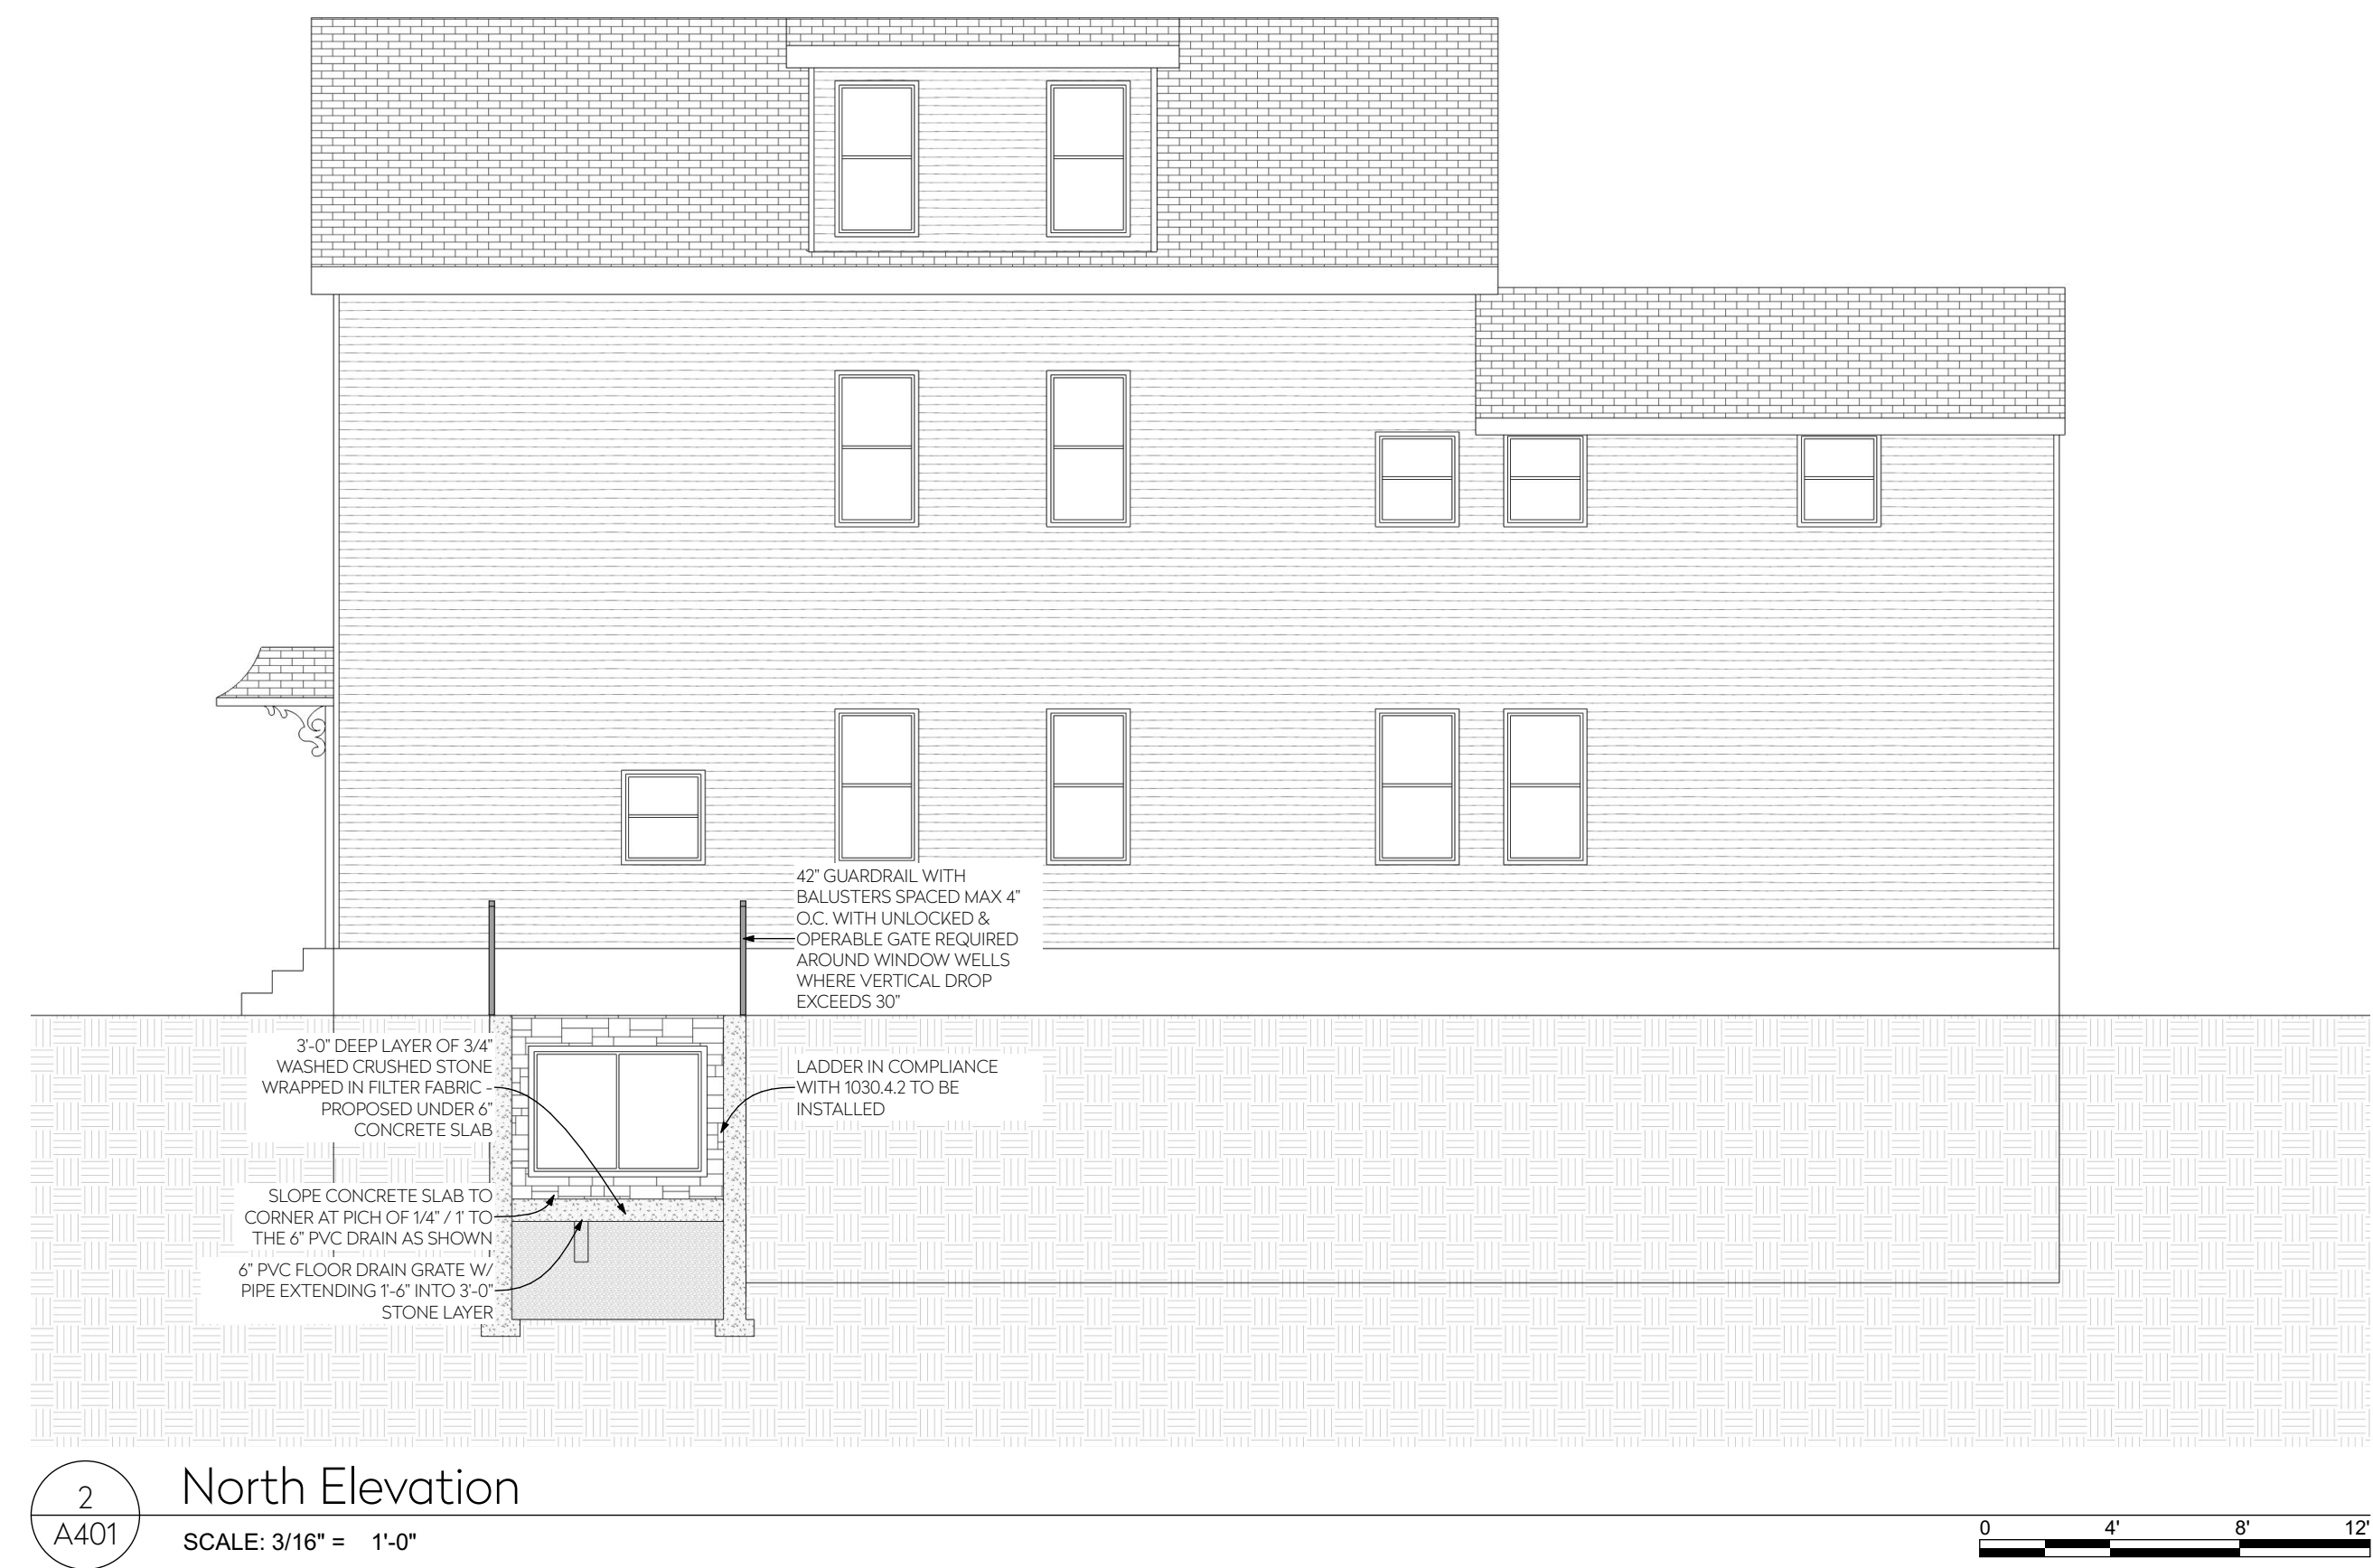 42" GUARDRAIL WITH
BALUSTERS SPACED MAX 4"
O.C. WITH UNLOCKED &
OPERABLE GATE REQUIRED
AROUND WINDOW WELLS
WHERE VERTICAL DROP
EXCEEDS 30"
3'-0" DEEP LAYER OF 3/4"
WASHED CRUSHED STONE
WRAPPED IN FILTER FABRIC -
PROPOSED UNDER 6"
CONCRETE SLAB
LADDER IN COMPLIANCE
WITH 1030.4.2 TO BE
INSTALLED
SLOPE CONCRETE SLAB TO
CORNER AT PICH OF 1/4" / 1' TO
THE 6" PVC DRAIN AS SHOWN
6" PVC FLOOR DRAIN GRATE W/
PIPE EXTENDING 1'-6" INTO 3'-0"
STONE LAYER
2
A401
North Elevation
SCALE: 3/16" = 1'-0"
0 4' 8' 12'